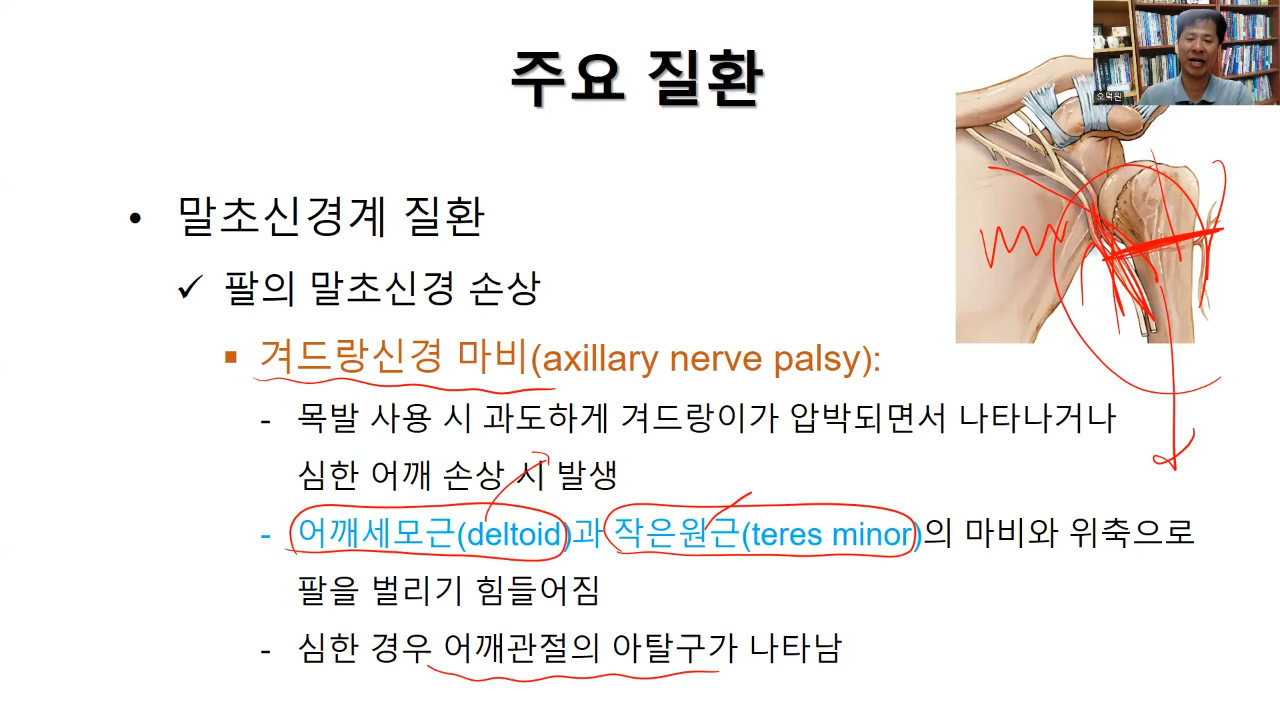 주요 질환
오덕원
• 말초신경계 질환
✓ 팔의 말초신경 손상
▪ 겨드랑신경 마비(axillary nerve palsy):
- 목발 사용 시 과도하게 겨드랑이가 압박되면서 나타나거나
심한 어깨 손상 시 발생
- 어깨세모근(deltoid)과 작은원근(teres minor)의 마비와 위축으로
팔을 벌리기 힘들어짐
- 심한 경우 어깨관절의 아탈구가 나타남